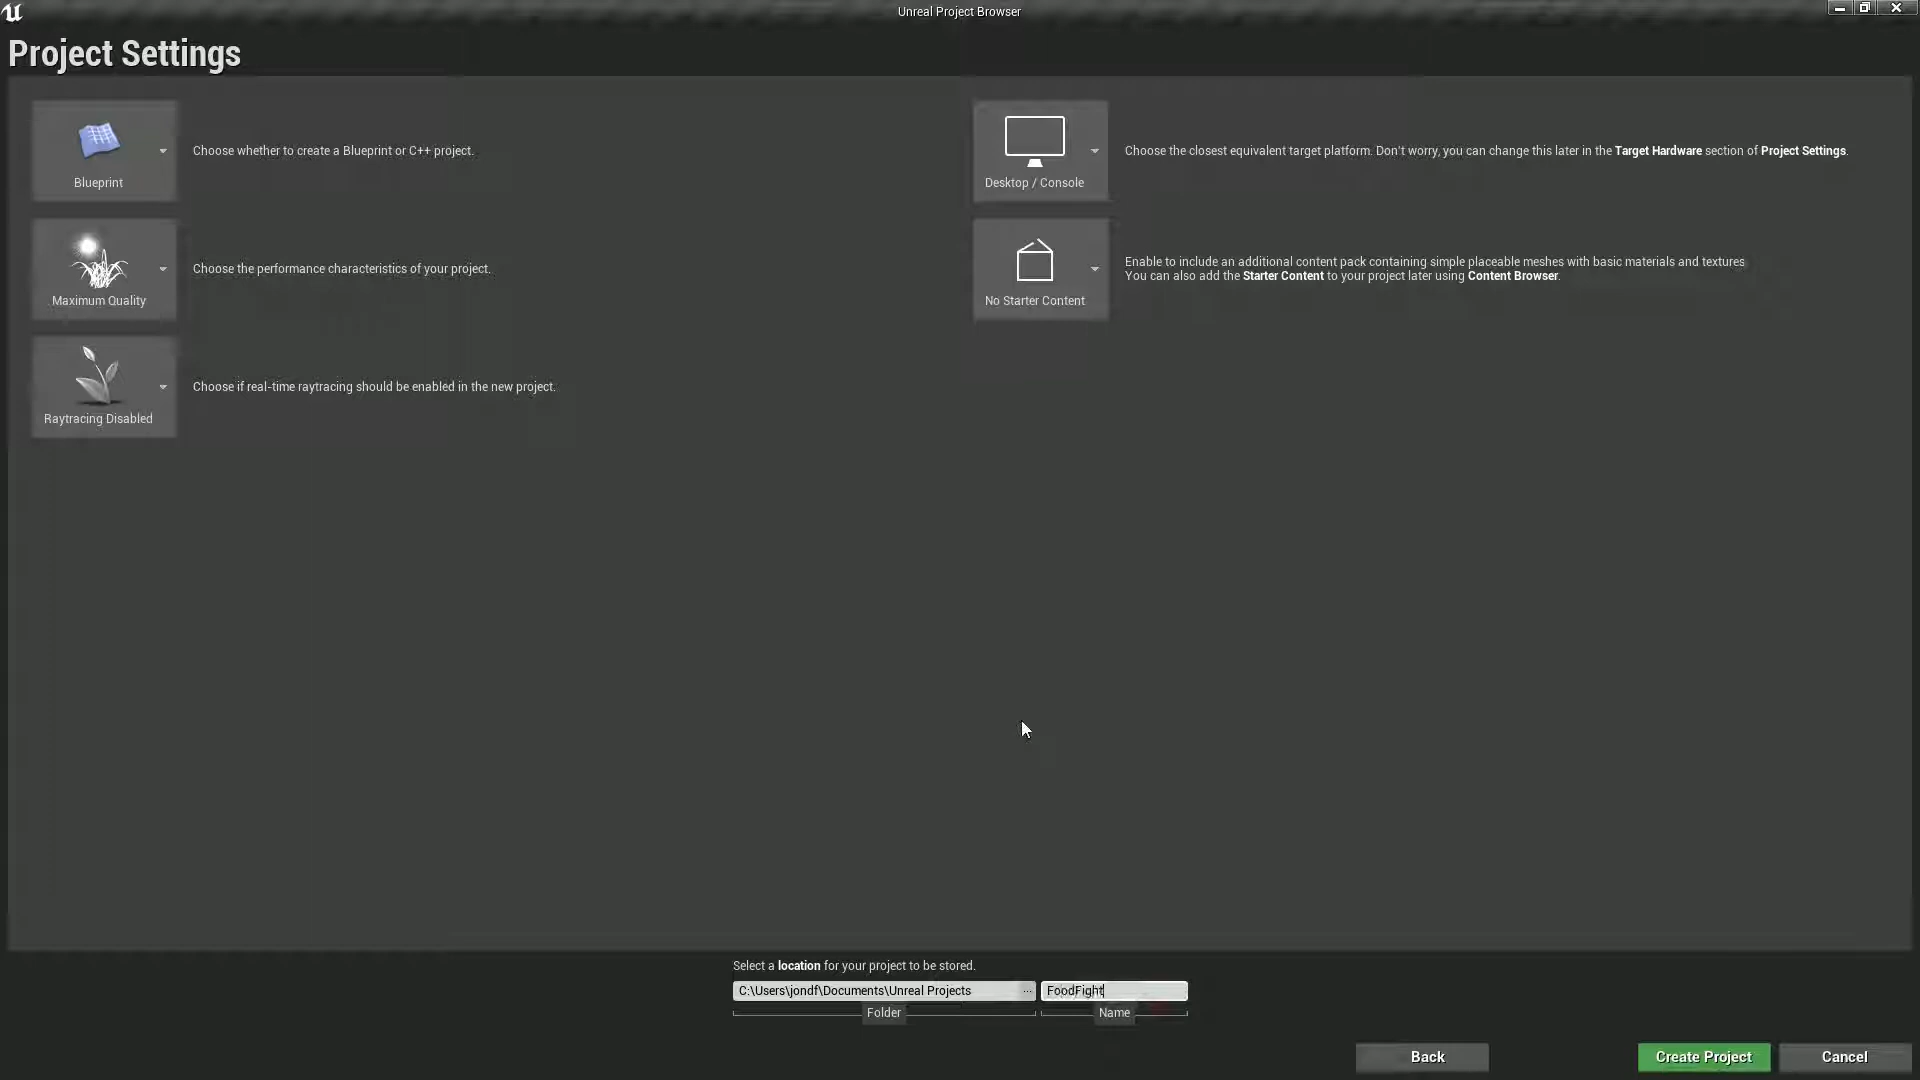 Unreal Project Browser
Project Settings
Blueprint
Choose whether to create a Blueprint or C++ project.
Desktop / Console
Choose the closest equivalent target platform. Don't worry, you can change this later in the Target Hardware section of Project Settings.
Maximum Quality
Choose the performance characteristics of your project.
No Starter Content
Enable to include an additional content pack containing simple placeable meshes with basic materials and textures
You can also add the Starter Content to your project later using Content Browser.
Raytracing Disabled
Choose if real-time raytracing should be enabled in the new project.
Select a location for your project to be stored.
C:\Users\jondf\Documents\Unreal Projects ... FoodFight
Folder Name
Back Create Project Cancel